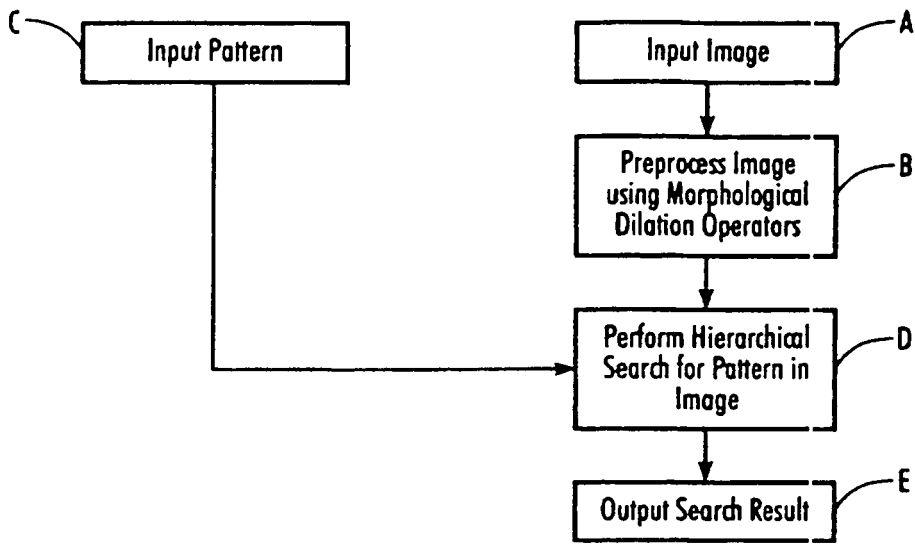 C
Input Pattern
Input Image
A
Preprocess Image
using Morphological
Dilation Operators
B
Perform Hierarchical
Search for Pattern in
Image
D
Output Search Result
E